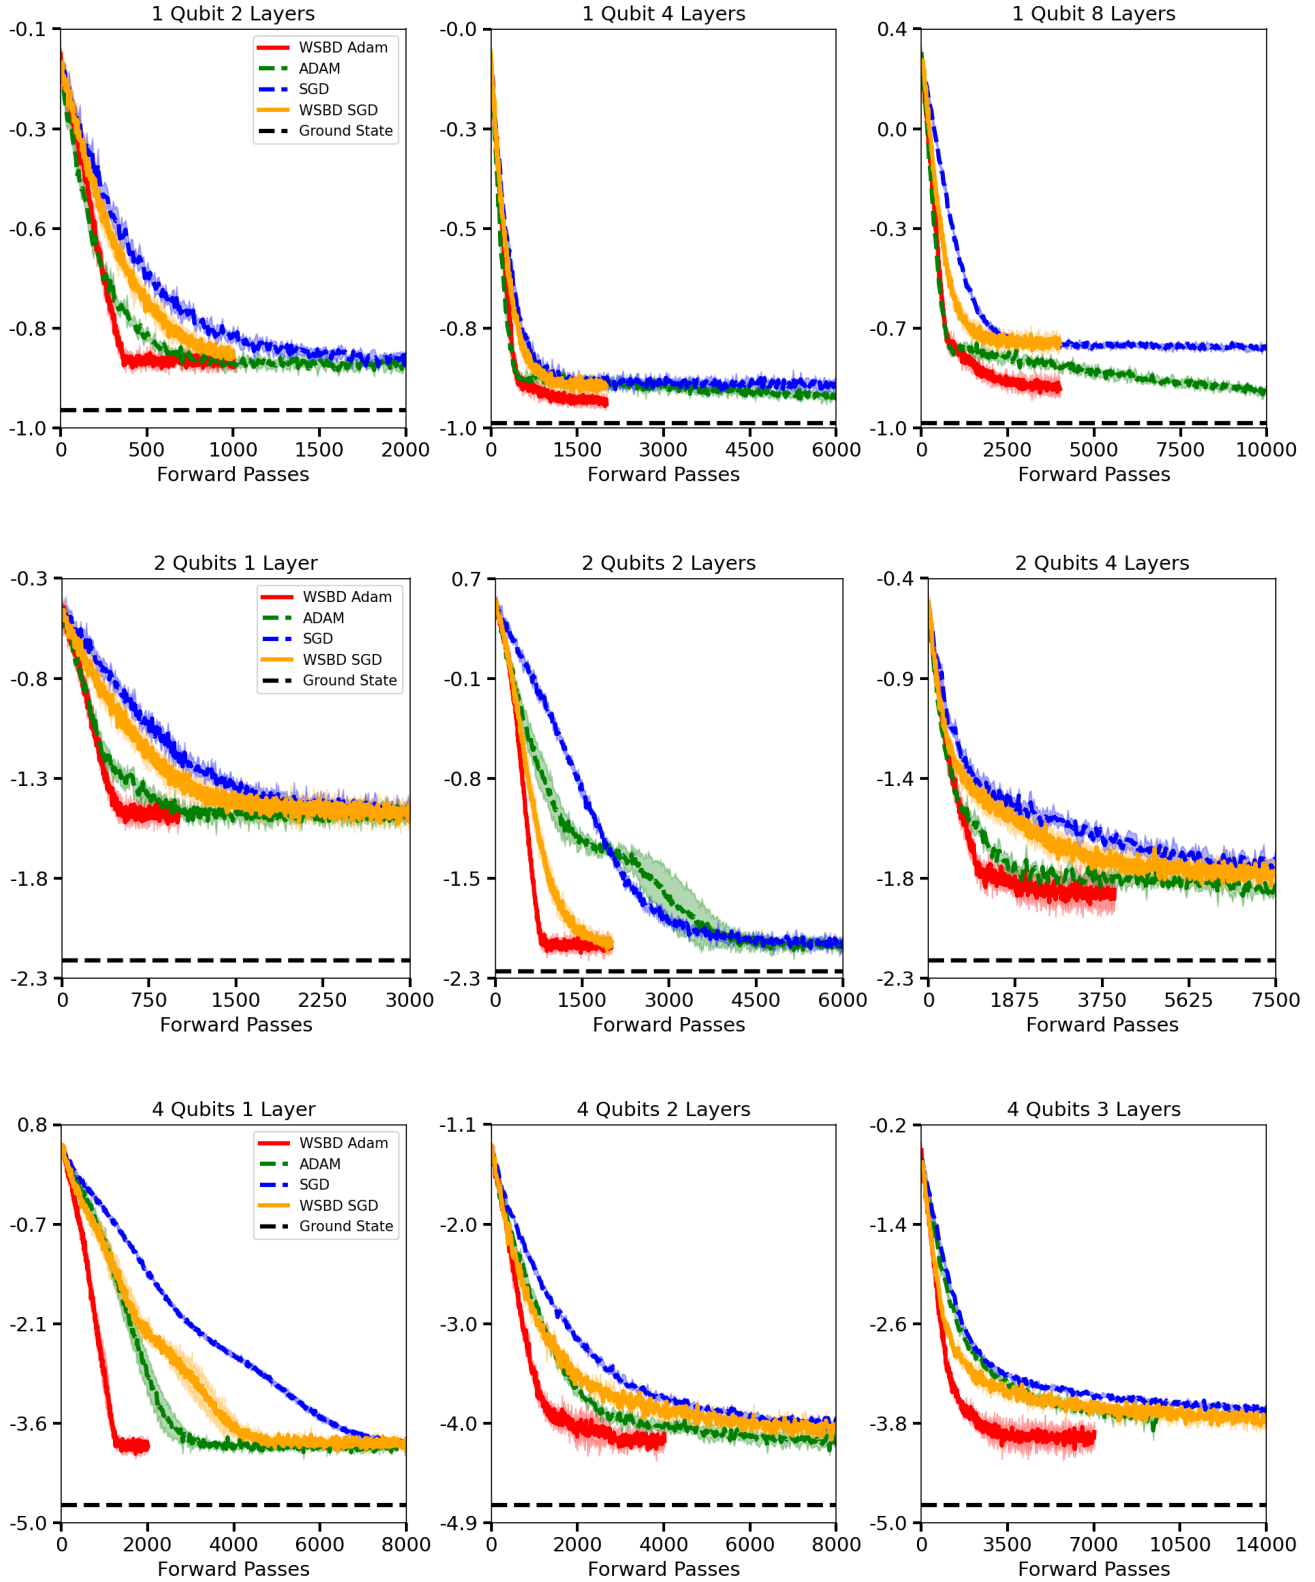 1 Qubit 2 Layers
1 Qubit 4 Layers
1 Qubit 8 Layers
-0.1
-0.3
-0.6
-0.8
-1.0
WSBD Adam
ADAM
SGD
WSBD SGD
Ground State
0 500 1000 1500 2000
Forward Passes
-0.0
-0.3
-0.5
-0.8
-1.0
0 1500 3000 4500 6000
Forward Passes
0.4
0.0
-0.3
-0.7
-1.0
0 2500 5000 7500 10000
Forward Passes
2 Qubits 1 Layer
2 Qubits 2 Layers
2 Qubits 4 Layers
-0.3
-0.8
-1.3
-1.8
-2.3
WSBD Adam
ADAM
SGD
WSBD SGD
Ground State
0 750 1500 2250 3000
Forward Passes
0.7
-0.1
-0.8
-1.5
-2.3
0 1500 3000 4500 6000
Forward Passes
-0.4
-0.9
-1.4
-1.8
-2.3
0 1875 3750 5625 7500
Forward Passes
4 Qubits 1 Layer
4 Qubits 2 Layers
4 Qubits 3 Layers
0.8
-0.7
-2.1
-3.6
-5.0
WSBD Adam
ADAM
SGD
WSBD SGD
Ground State
0 2000 4000 6000 8000
Forward Passes
-1.1
-2.0
-3.0
-4.0
-4.9
0 2000 4000 6000 8000
Forward Passes
-0.2
-1.4
-2.6
-3.8
-5.0
0 3500 7000 10500 14000
Forward Passes